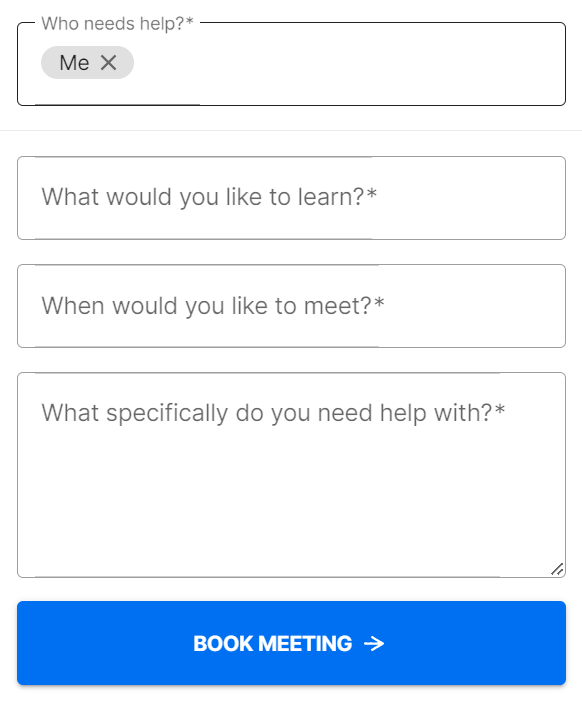 Who needs help?*
Me
What would you like to learn?*
When would you like to meet?*
What specifically do you need help with?*
BOOK MEETING